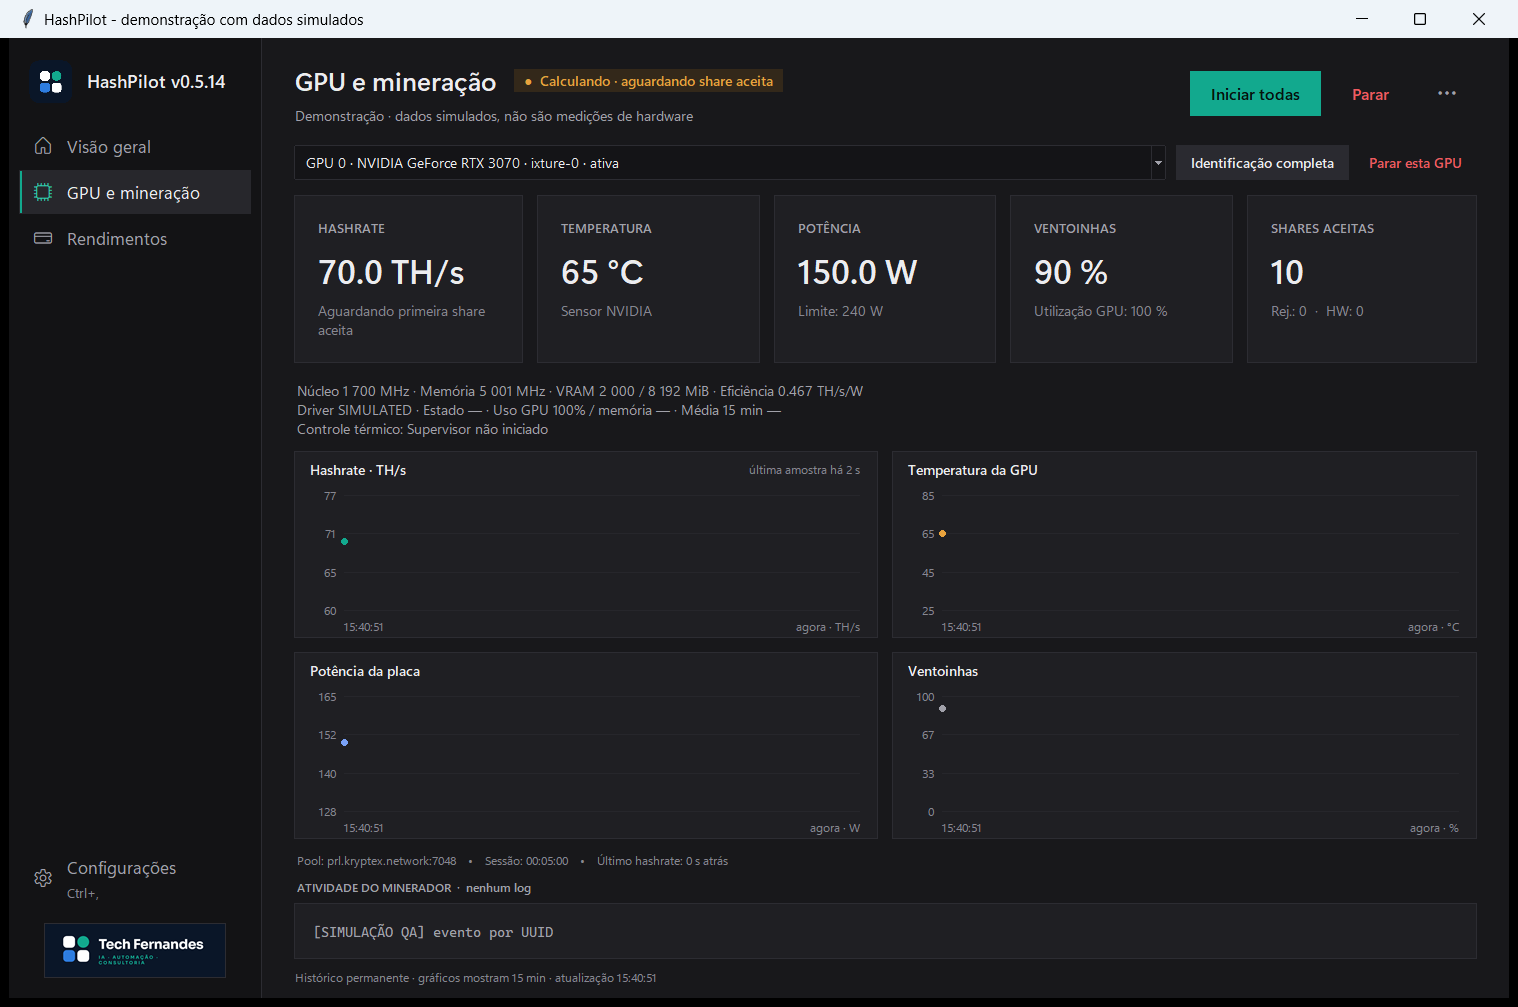 HashPilot - demonstração com dados simulados
HashPilot v0.5.14
Visão geral
GPU e mineração
Rendimentos
Configurações
Ctrl+,
Tech Fernandes
IA · AUTOMAÇÃO ·
CONSULTORIA
GPU e mineração
● Calculando · aguardando share aceita
Demonstração · dados simulados, não são medições de hardware
Iniciar todas
Parar
···
GPU 0 · NVIDIA GeForce RTX 3070 · ixture-0 · ativa
Identificação completa
Parar esta GPU
HASHRATE
70.0 TH/s
Aguardando primeira share
aceita
TEMPERATURA
65 °C
Sensor NVIDIA
POTÊNCIA
150.0 W
Limite: 240 W
VENTOINHAS
90 %
Utilização GPU: 100 %
SHARES ACEITAS
10
Rej.: 0 · HW: 0
Núcleo 1 700 MHz · Memória 5 001 MHz · VRAM 2 000 / 8 192 MiB · Eficiência 0.467 TH/s/W
Driver SIMULATED · Estado — · Uso GPU 100% / memória — · Média 15 min —
Controle térmico: Supervisor não iniciado
Hashrate · TH/s
última amostra há 2 s
77
71
65
60
15:40:51
agora · TH/s
Temperatura da GPU
85
65
45
25
15:40:51
agora · °C
Potência da placa
165
152
140
128
15:40:51
agora · W
Ventoinhas
100
67
33
0
15:40:51
agora · %
Pool: prl.kryptex.network:7048 • Sessão: 00:05:00 • Último hashrate: 0 s atrás
ATIVIDADE DO MINERADOR · nenhum log
[SIMULAÇÃO QA] evento por UUID
Histórico permanente · gráficos mostram 15 min · atualização 15:40:51